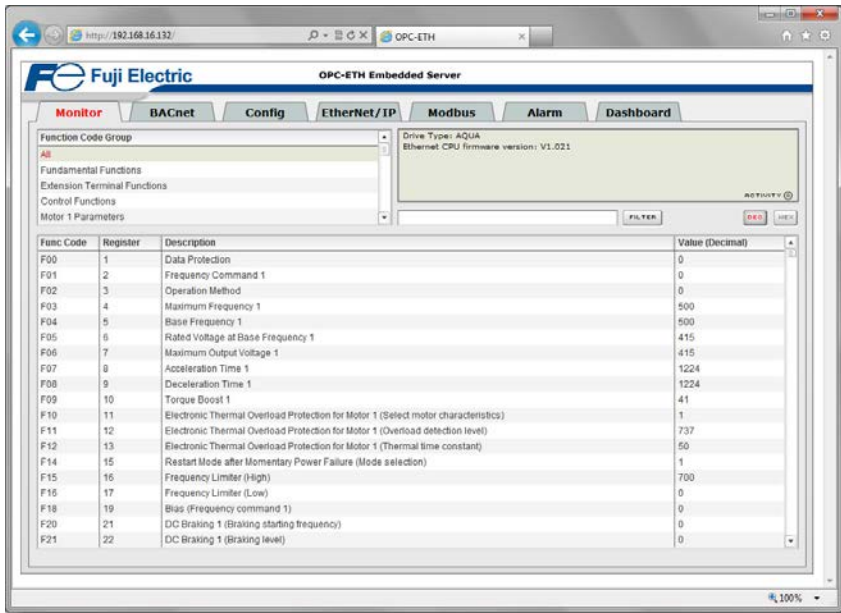 http://192.168.16.132/
OPC-ETH
Fe Fuji Electric
OPC-ETH Embedded Server
Monitor BACnet Config EtherNet/IP Modbus Alarm Dashboard
Function Code Group
All
Fundamental Functions
Extension Terminal Functions
Control Functions
Motor 1 Parameters
Drive Type: AQUA
Ethernet CPU firmware version: V1.021
ACTIVITY
FILTER DEC HEX
Func Code Register Description Value (Decimal)
F00 1 Data Protection 0
F01 2 Frequency Command 1 0
F02 3 Operation Method 0
F03 4 Maximum Frequency 1 500
F04 5 Base Frequency 1 500
F05 6 Rated Voltage at Base Frequency 1 415
F06 7 Maximum Output Voltage 1 415
F07 8 Acceleration Time 1 1224
F08 9 Deceleration Time 1 1224
F09 10 Torque Boost 1 41
F10 11 Electronic Thermal Overload Protection for Motor 1 (Select motor characteristics) 1
F11 12 Electronic Thermal Overload Protection for Motor 1 (Overload detection level) 737
F12 13 Electronic Thermal Overload Protection for Motor 1 (Thermal time constant) 50
F14 15 Restart Mode after Momentary Power Failure (Mode selection) 1
F15 16 Frequency Limiter (High) 700
F16 17 Frequency Limiter (Low) 0
F18 19 Bias (Frequency command 1) 0
F20 21 DC Braking 1 (Braking starting frequency) 0
F21 22 DC Braking 1 (Braking level) 0
100%